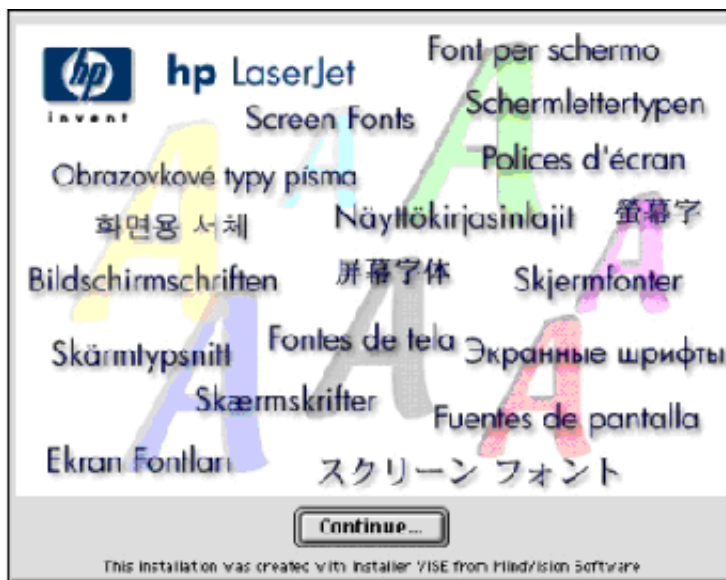 hp
invent
hp LaserJet
Font per schermo
Screen Fonts
Schermlettertypen
Obrazovkové typy písma
Polices d'écran
화면용 서체
Näyttökirjasinlajit
螢幕字
Bildschirmschriften
屏幕字体
Skjermfonter
Skärmtypsnitt
Fontes de tela
Экранные шрифты
Skærmskrifter
Fuentes de pantalla
Ekran Fontları
スクリーン フォント
Continue...
This installation was created with Installer VISE from MindVision Software